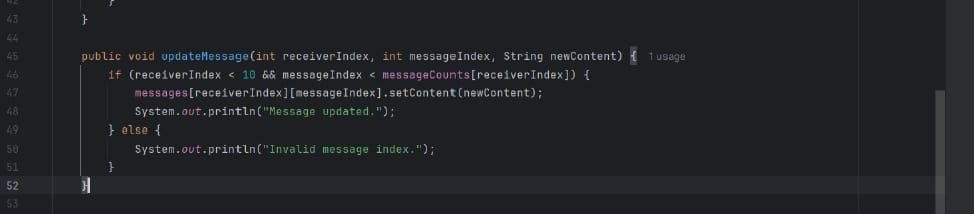 42 }
43 }
44
45 public void updateMessage(int receiverIndex, int messageIndex, String newContent) { 1 usage
46 if (receiverIndex < 10 && messageIndex < messageCounts[receiverIndex]) {
47 messages[receiverIndex][messageIndex].setContent(newContent);
48 System.out.println("Message updated.");
49 } else {
50 System.out.println("Invalid message index.");
51 }
52 }
53